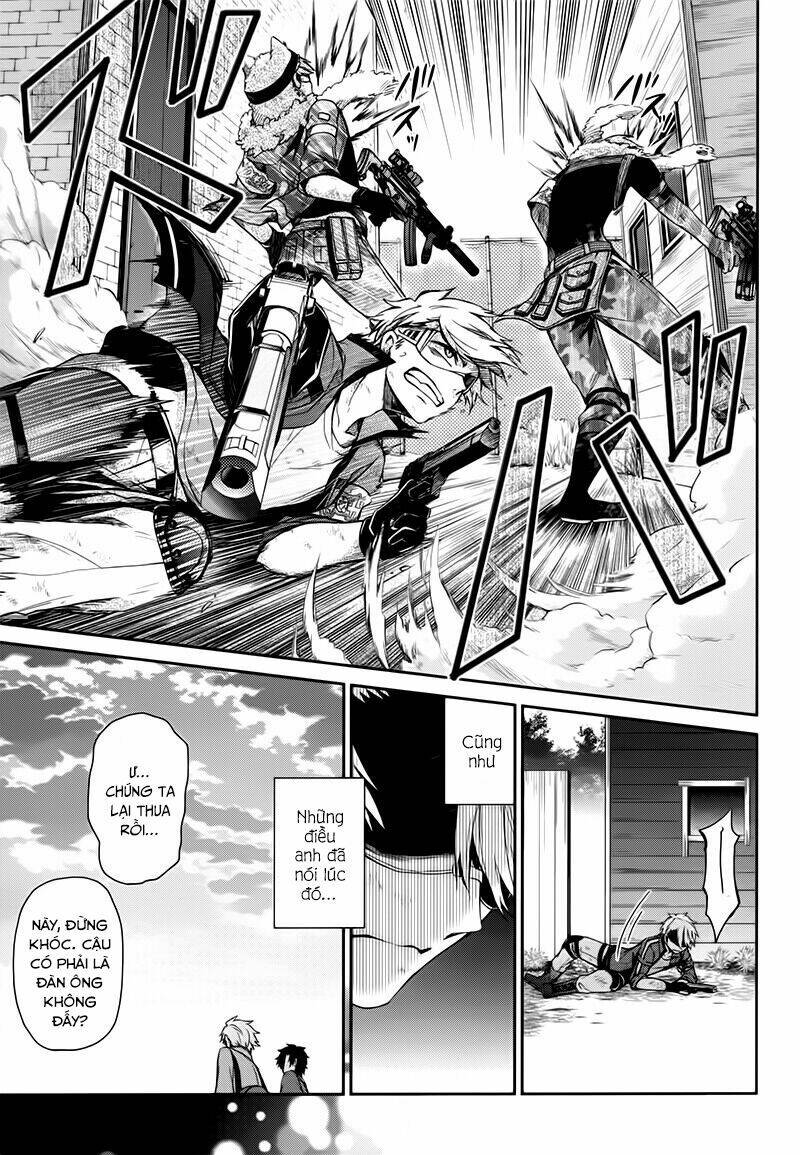 Cũng
như
Những
điều
anh đã
nói lúc
đó...
Ư...
CHÚNG TA
LẠI THUA
RỒI...
NÀY, ĐỪNG
KHÓC. CẬU
CÓ PHẢI LÀ
ĐÀN ÔNG
KHÔNG
ĐẤY?